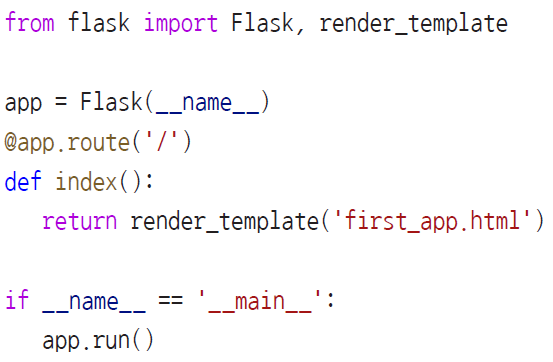 from flask import Flask, render_template
app = Flask(__name__)
@app.route('/')
def index():
return render_template('first_app.html')
if __name__ == '__main__':
app.run()